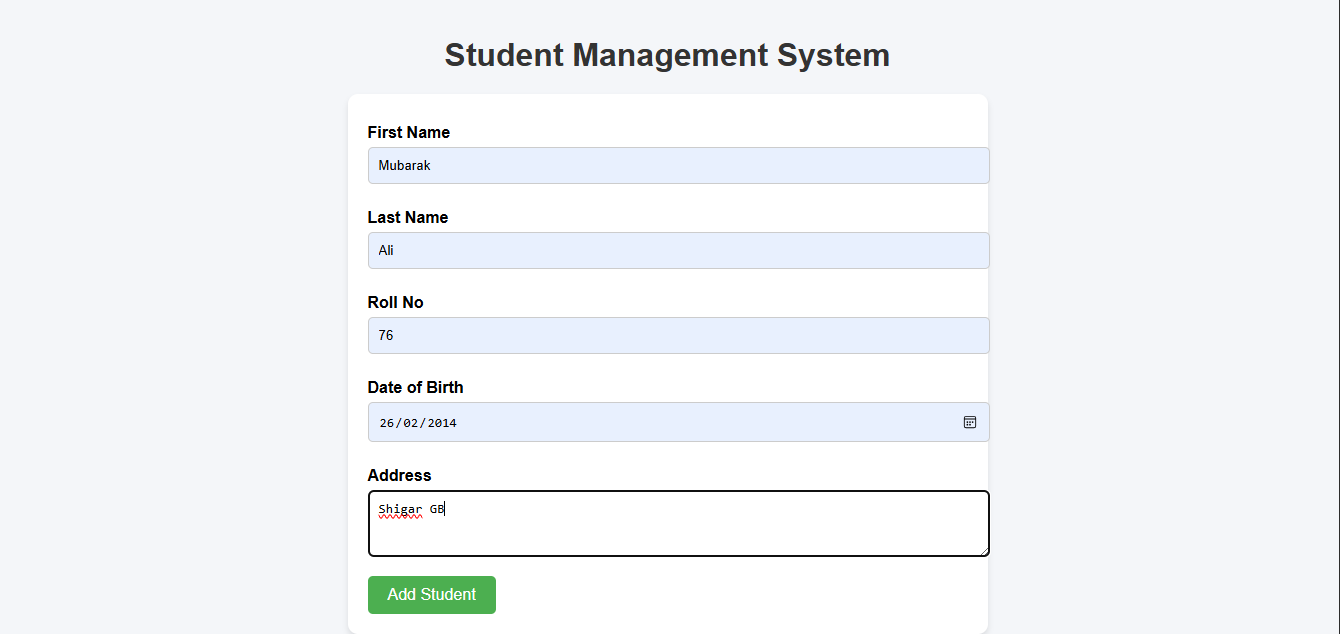 Student Management System
First Name
Mubarak
Last Name
Ali
Roll No
76
Date of Birth
26/02/2014
Address
Shigar GB
Add Student